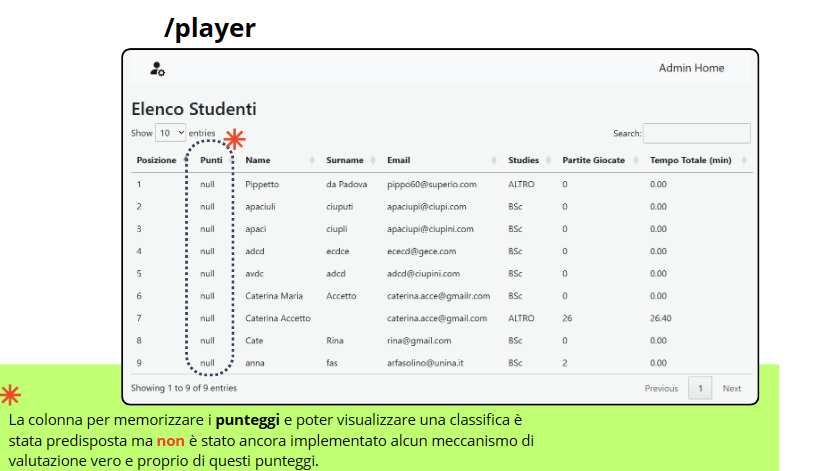 /player
Admin Home
Elenco Studenti
Show 10 entries Search:
Posizione Punti Name Surname Email Studies Partite Giocate Tempo Totale (min)
1 null Pippetto da Padova pippo60@superio.com ALTRO 0 0.00
2 null apaciuli ciuputi apaciupi@ciupi.com BSc 0 0.00
3 null apaci ciupli apaciupi@ciupini.com BSc 0 0.00
4 null adcd ecdce ececd@gece.com BSc 0 0.00
5 null avdc adcd adcd@ciupini.com BSc 0 0.00
6 null Caterina Maria Accetto caterina.acce@gmailr.com BSc 0 0.00
7 null Caterina Accetto caterina.acce@gmail.com ALTRO 26 26.40
8 null Cate Rina rina@gmail.com BSc 0 0.00
9 null anna fas arfasolino@unina.it BSc 2 0.00
Showing 1 to 9 of 9 entries Previous 1 Next
La colonna per memorizzare i punteggi e poter visualizzare una classifica è
stata predisposta ma non è stato ancora implementato alcun meccanismo di
valutazione vero e proprio di questi punteggi.